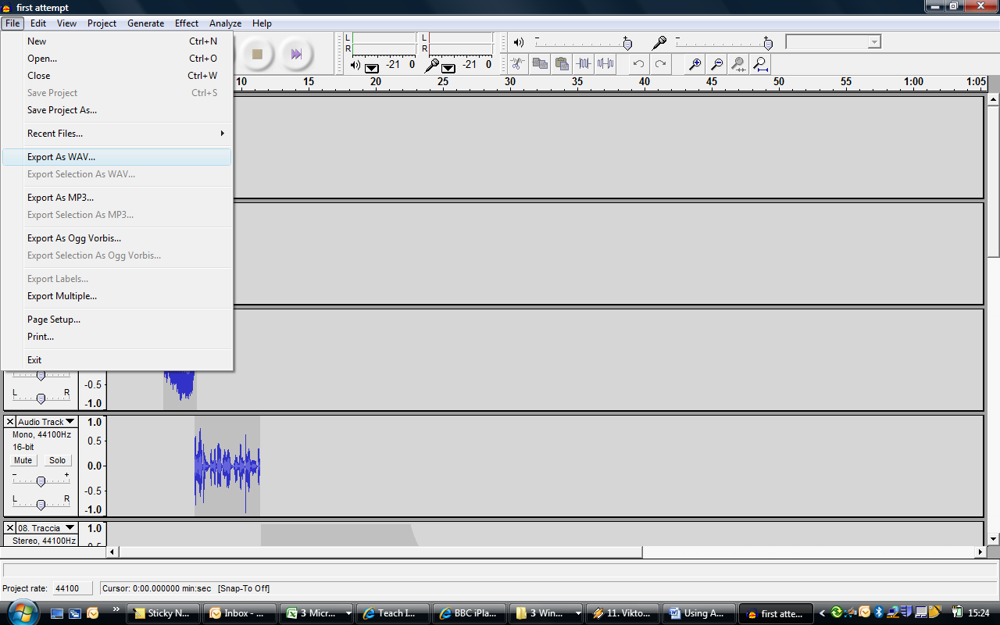 first attempt
File Edit View Project Generate Effect Analyze Help
New Ctrl+N
Open... Ctrl+O
Close Ctrl+W
Save Project Ctrl+S
Save Project As...
Recent Files...
Export As WAV...
Export Selection As WAV...
Export As MP3...
Export Selection As MP3...
Export As Ogg Vorbis...
Export Selection As Ogg Vorbis...
Export Labels...
Export Multiple...
Page Setup...
Print...
Exit
L
R
-21 0
L
R
-21 0
10 15 20 25 30 35 40 45 50 55 1:00 1:05
L R
-0.5
-1.0
Audio Track
Mono, 44100Hz
16-bit
Mute Solo
- +
L R
1.0
0.5
0.0
-0.5
-1.0
08. Traccia
Stereo, 44100Hz
1.0
Project rate: 44100 Cursor: 0:00.000000 min:sec [Snap-To Off]
Sticky N... Inbox - ... 3 Micr... Teach I... BBC iPla... 3 Win... 11. Vikto... Using A... first atte... 15:24